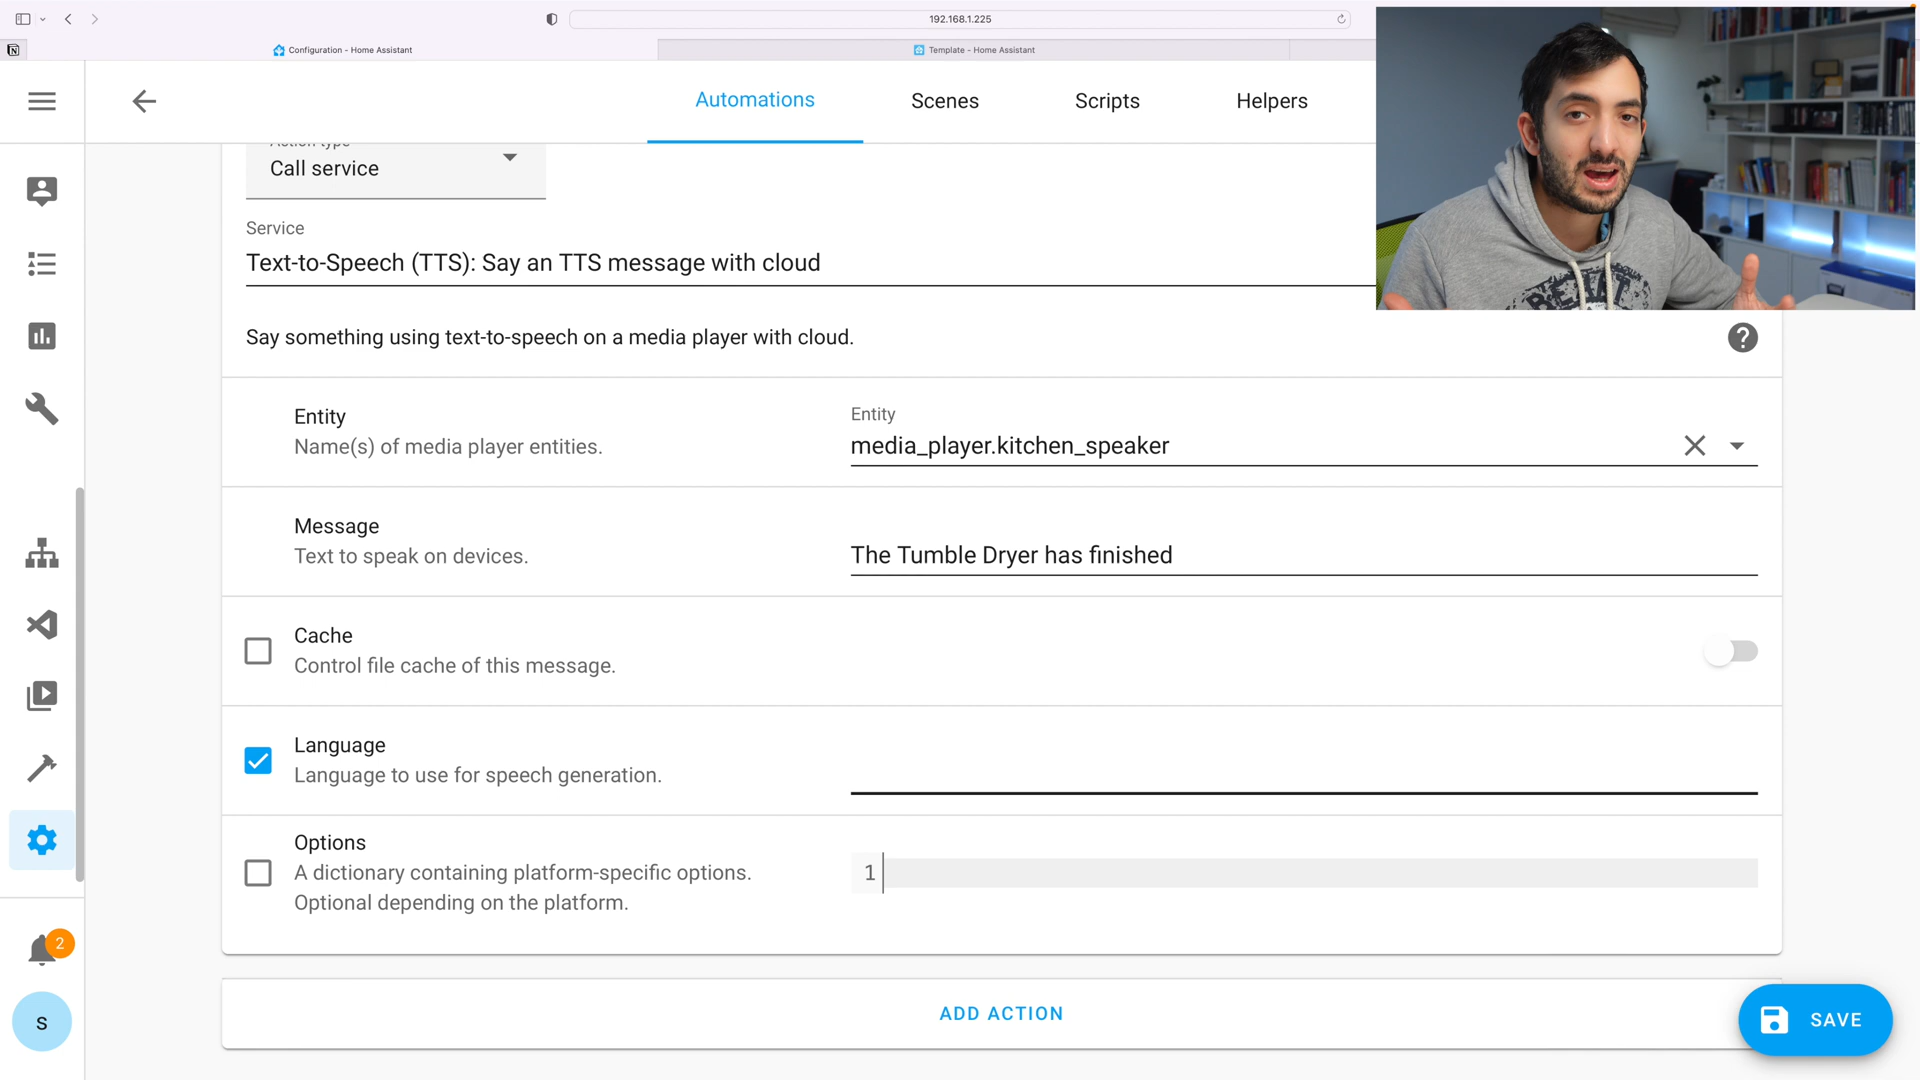 192.168.1.225
Configuration - Home Assistant
Template - Home Assistant
Automations
Scenes
Scripts
Helpers
Action type
Call service
Service
Text-to-Speech (TTS): Say an TTS message with cloud
Say something using text-to-speech on a media player with cloud.
Entity
Name(s) of media player entities.
Entity
media_player.kitchen_speaker
Message
Text to speak on devices.
The Tumble Dryer has finished
Cache
Control file cache of this message.
Language
Language to use for speech generation.
Options
A dictionary containing platform-specific options.
Optional depending on the platform.
1
2
S
ADD ACTION
SAVE